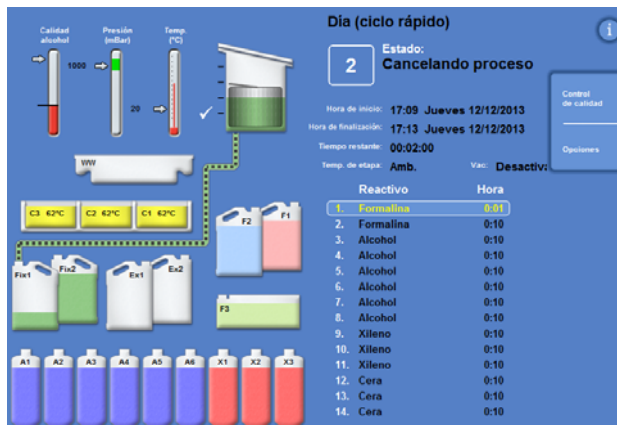 Día (ciclo rápido)
i
2
Estado:
Cancelando proceso
Hora de inicio: 17:09 Jueves 12/12/2013
Hora de finalización: 17:13 Jueves 12/12/2013
Tiempo restante: 00:02:00
Temp. de etapa: Amb. Vac: Desactiva
Control
de calidad
Opciones
Calidad
alcohol
Presión
(mBar)
Temp.
(°C)
1000
20
WW
C3 62°C
C2 62°C
C1 62°C
F2
F1
Fix1
Fix2
Ex1
Ex2
F3
A1
A2
A3
A4
A5
A6
X1
X2
X3
Reactivo Hora
1. Formalina 0:01
2. Formalina 0:10
3. Alcohol 0:10
4. Alcohol 0:10
5. Alcohol 0:10
6. Alcohol 0:10
7. Alcohol 0:10
8. Alcohol 0:10
9. Xileno 0:10
10. Xileno 0:10
11. Xileno 0:10
12. Cera 0:10
13. Cera 0:10
14. Cera 0:10